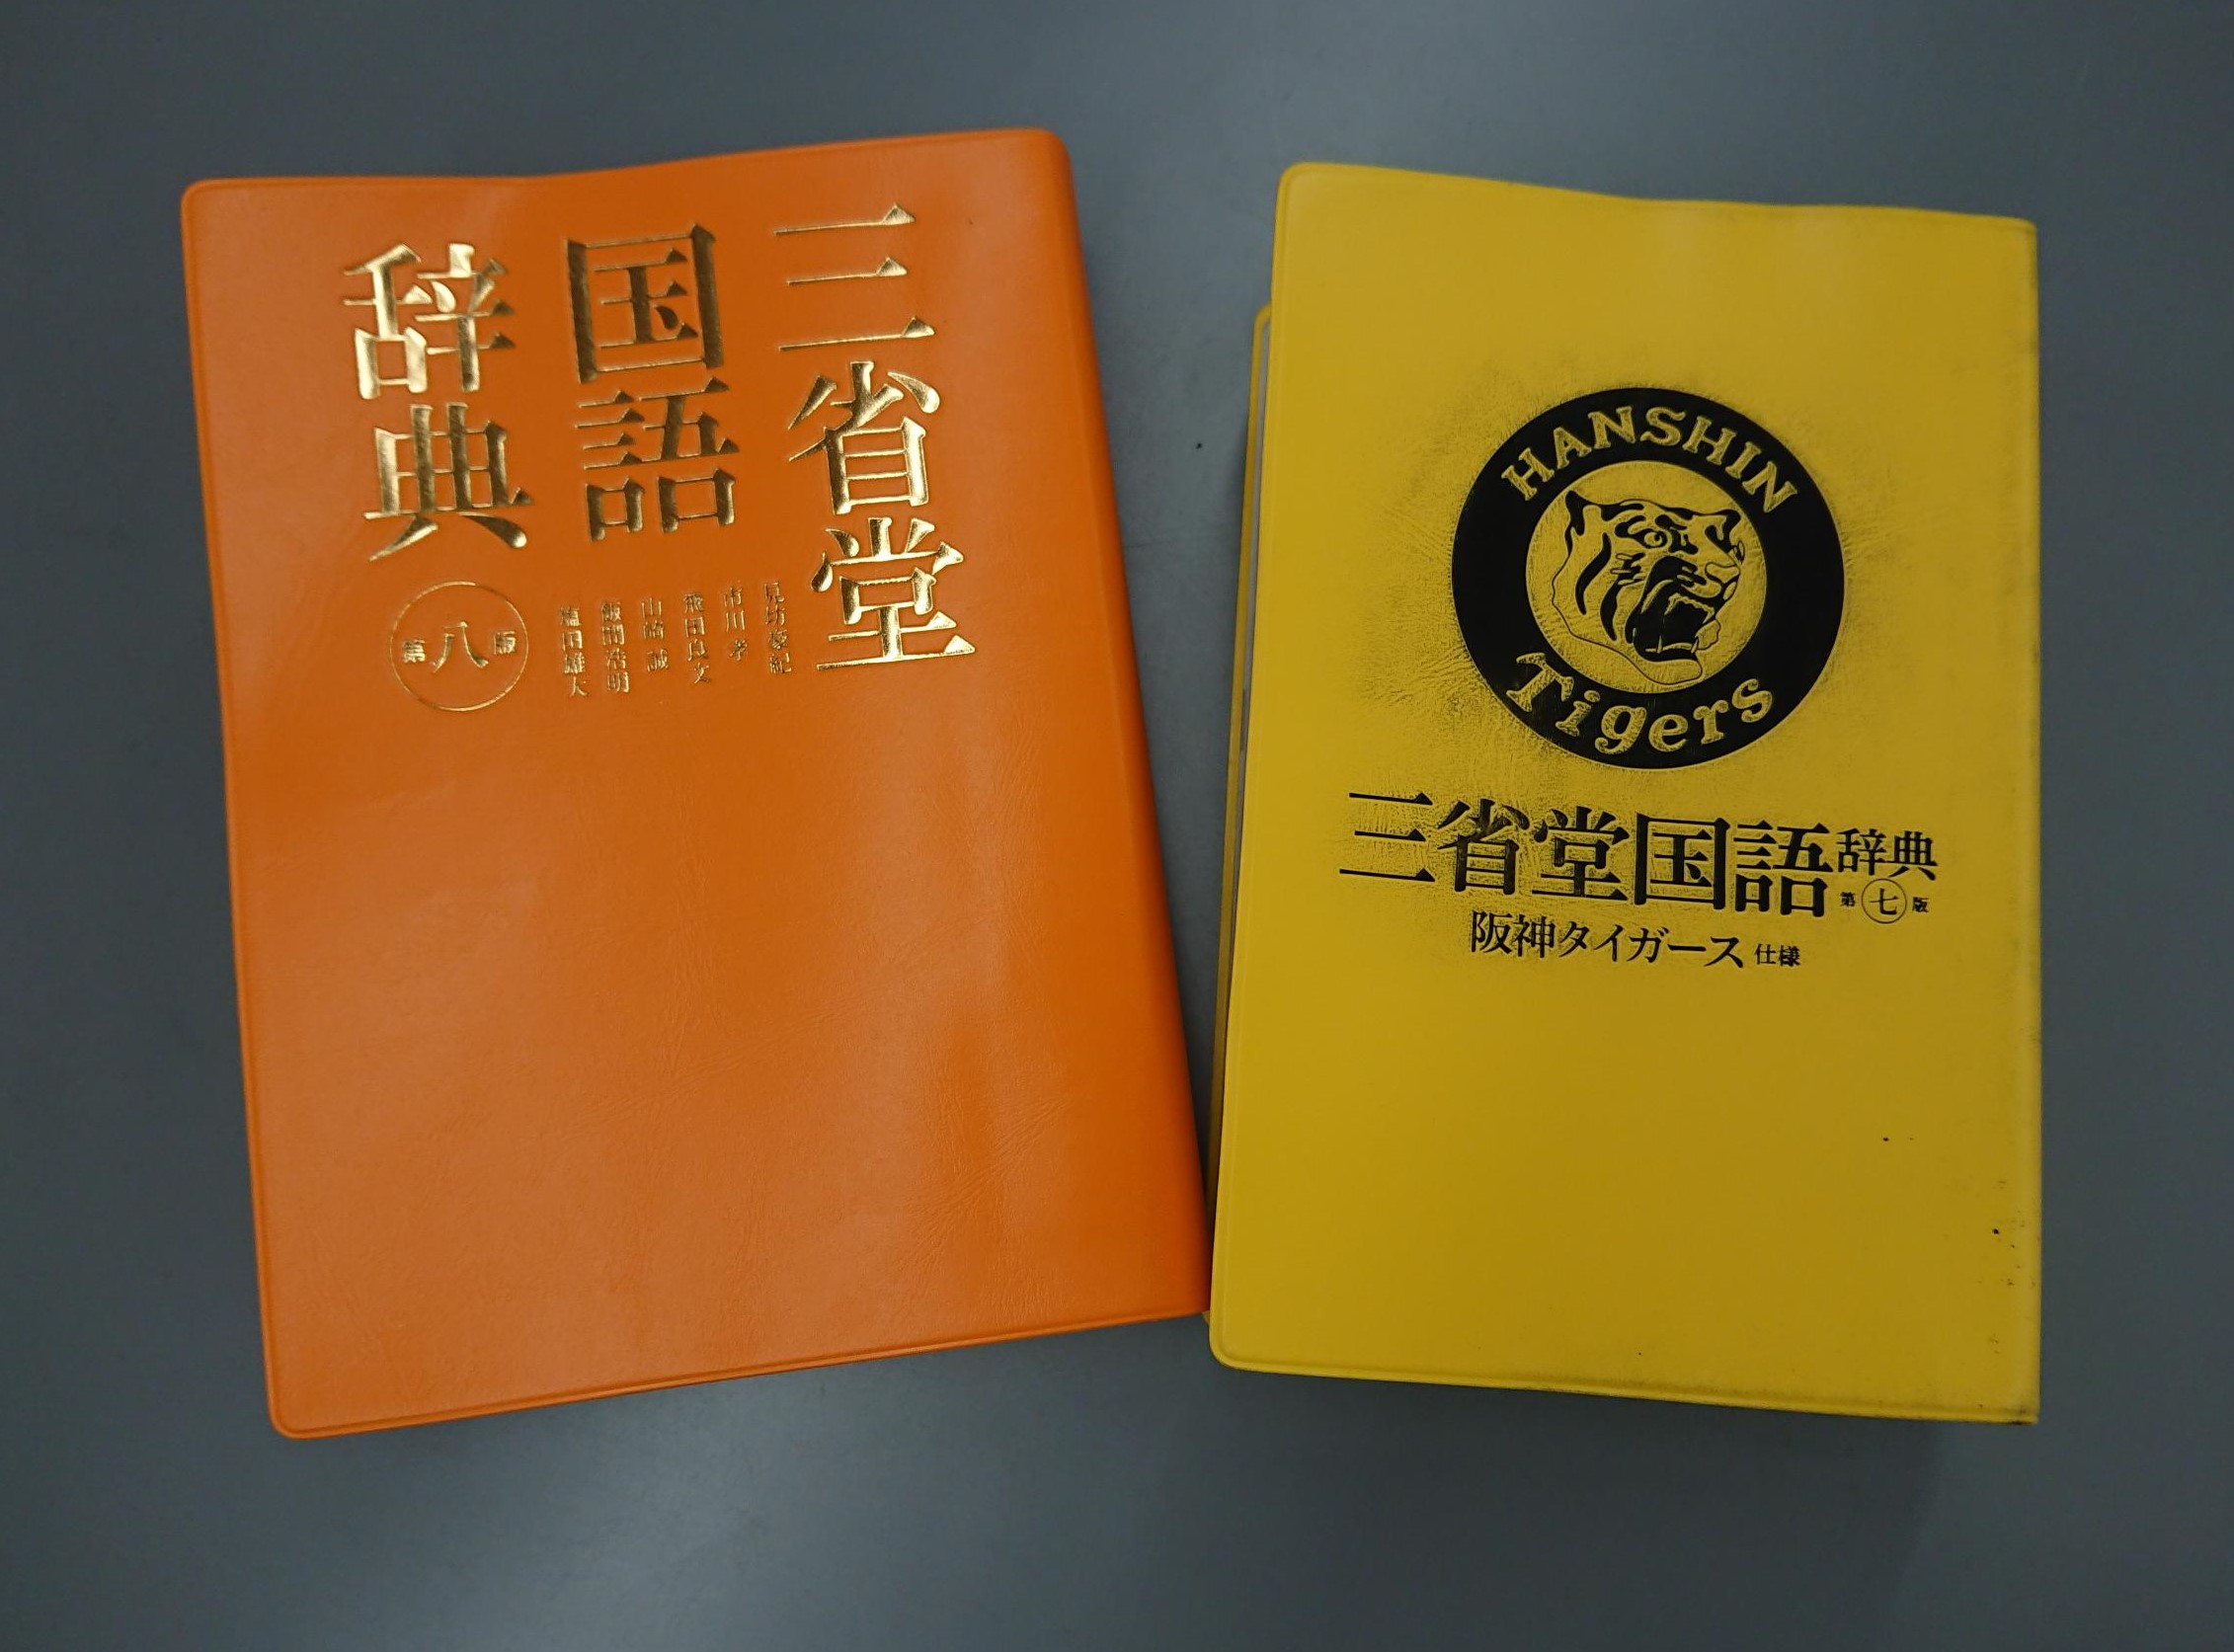 三省堂
国語
辞典
見坊豪紀
市川孝
飛田良文
山崎誠
飯間浩明
塩田雄大
第八版
HANSHIN
Tigers
三省堂国語辞典
第七版
阪神タイガース仕様